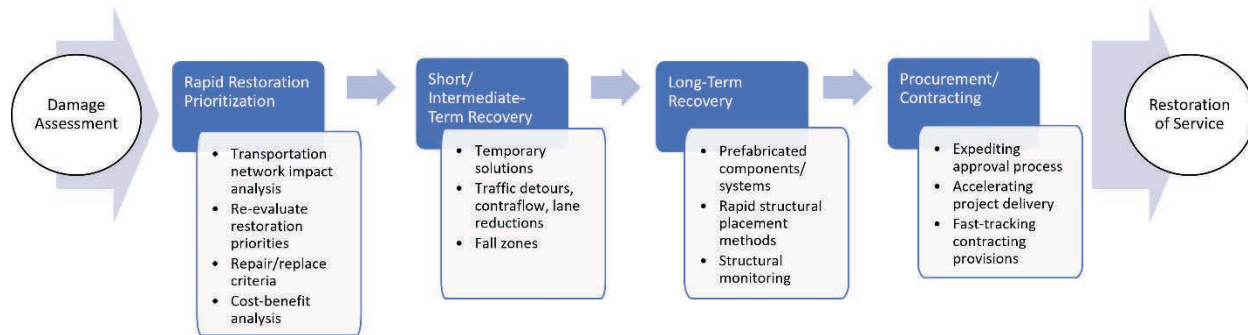 Damage
Assessment
Rapid Restoration
Prioritization
• Transportation
network impact
analysis
• Re-evaluate
restoration
priorities
• Repair/replace
criteria
• Cost-benefit
analysis
Short/
Intermediate-
Term Recovery
• Temporary
solutions
• Traffic detours,
contraflow, lane
reductions
• Fall zones
Long-Term
Recovery
• Prefabricated
components/
systems
• Rapid structural
placement
methods
• Structural
monitoring
Procurement/
Contracting
• Expediting
approval process
• Accelerating
project delivery
• Fast-tracking
contracting
provisions
Restoration
of Service